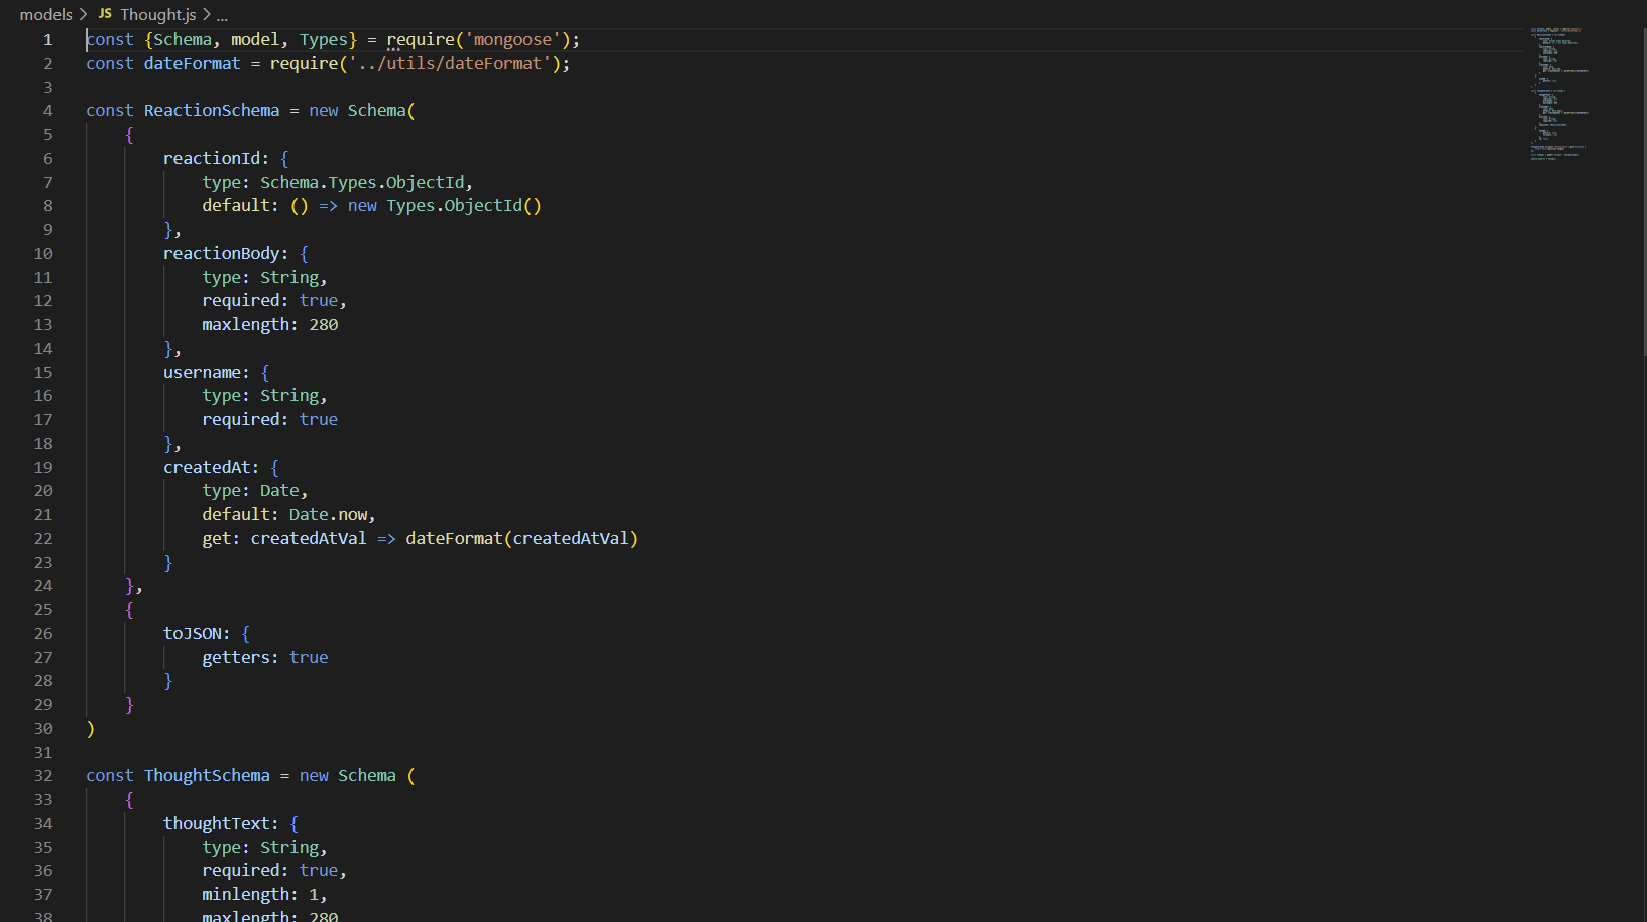 models > JS Thought.js > ...
1 const {Schema, model, Types} = require('mongoose');
2 const dateFormat = require('../utils/dateFormat');
3
4 const ReactionSchema = new Schema(
5 {
6 reactionId: {
7 type: Schema.Types.ObjectId,
8 default: () => new Types.ObjectId()
9 },
10 reactionBody: {
11 type: String,
12 required: true,
13 maxlength: 280
14 },
15 username: {
16 type: String,
17 required: true
18 },
19 createdAt: {
20 type: Date,
21 default: Date.now,
22 get: createdAtVal => dateFormat(createdAtVal)
23 }
24 },
25 {
26 toJSON: {
27 getters: true
28 }
29 }
30 )
31
32 const ThoughtSchema = new Schema (
33 {
34 thoughtText: {
35 type: String,
36 required: true,
37 minlength: 1,
38 maxlength: 280